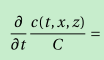 ∂/∂t c(t, x, z)/C =